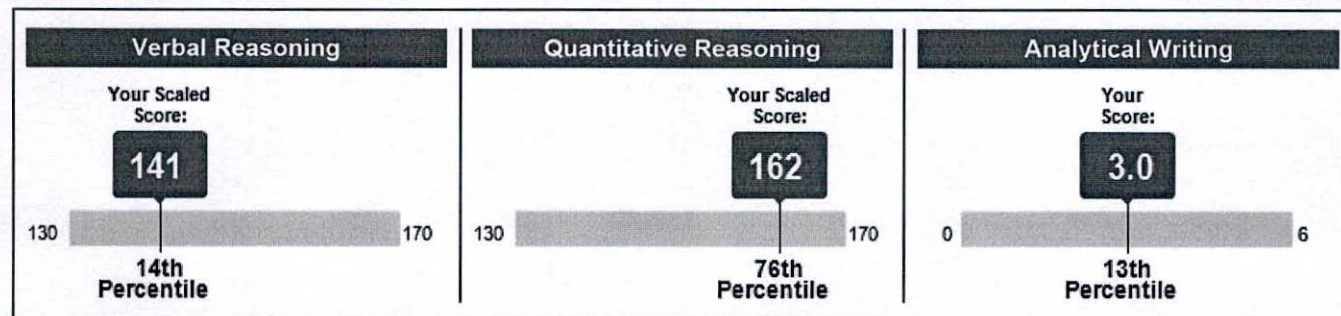 Verbal Reasoning
Your Scaled
Score:
141
130
170
14th
Percentile
Quantitative Reasoning
Your Scaled
Score:
162
130
170
76th
Percentile
Analytical Writing
Your
Score:
3.0
0
6
13th
Percentile